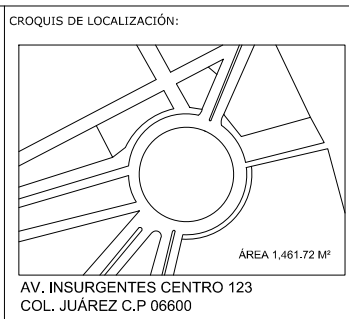 CROQUIS DE LOCALIZACIÓN:
ÁREA 1,461.72 M²
AV. INSURGENTES CENTRO 123
COL. JUÁREZ C.P 06600